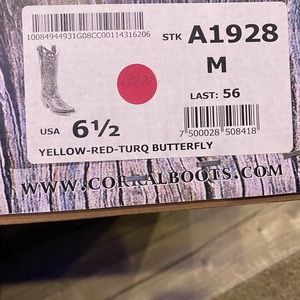 10084944931G08CC00114316206
STK A1928
M
LAST: 56
USA 6½
7 500028 508418
YELLOW-RED-TURQ BUTTERFLY
WWW.CORRALBOOTS.COM